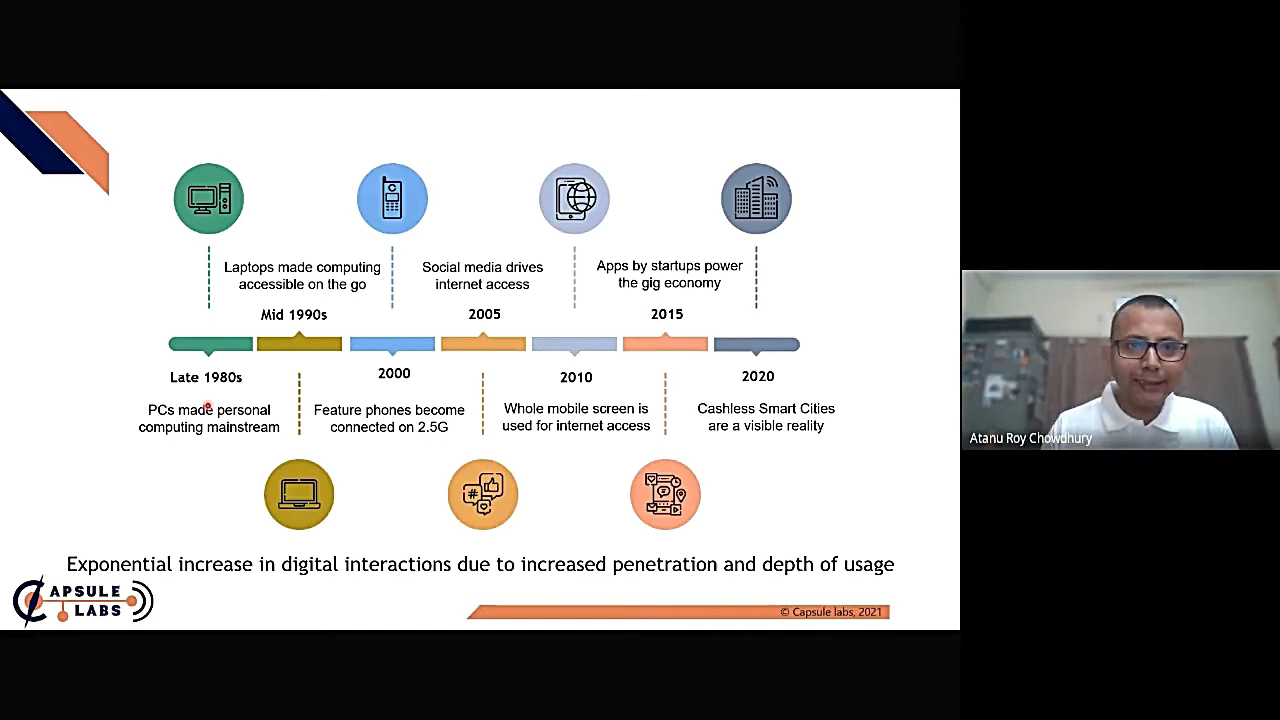 Laptops made computing
accessible on the go
Mid 1990s
Social media drives
internet access
2005
Apps by startups power
the gig economy
2015
Late 1980s
PCs made personal
computing mainstream
2000
Feature phones become
connected on 2.5G
2010
Whole mobile screen is
used for internet access
2020
Cashless Smart Cities
are a visible reality
Exponential increase in digital interactions due to increased penetration and depth of usage
CAPSULE
LABS
© Capsule labs, 2021
Atanu Roy Chowdhury